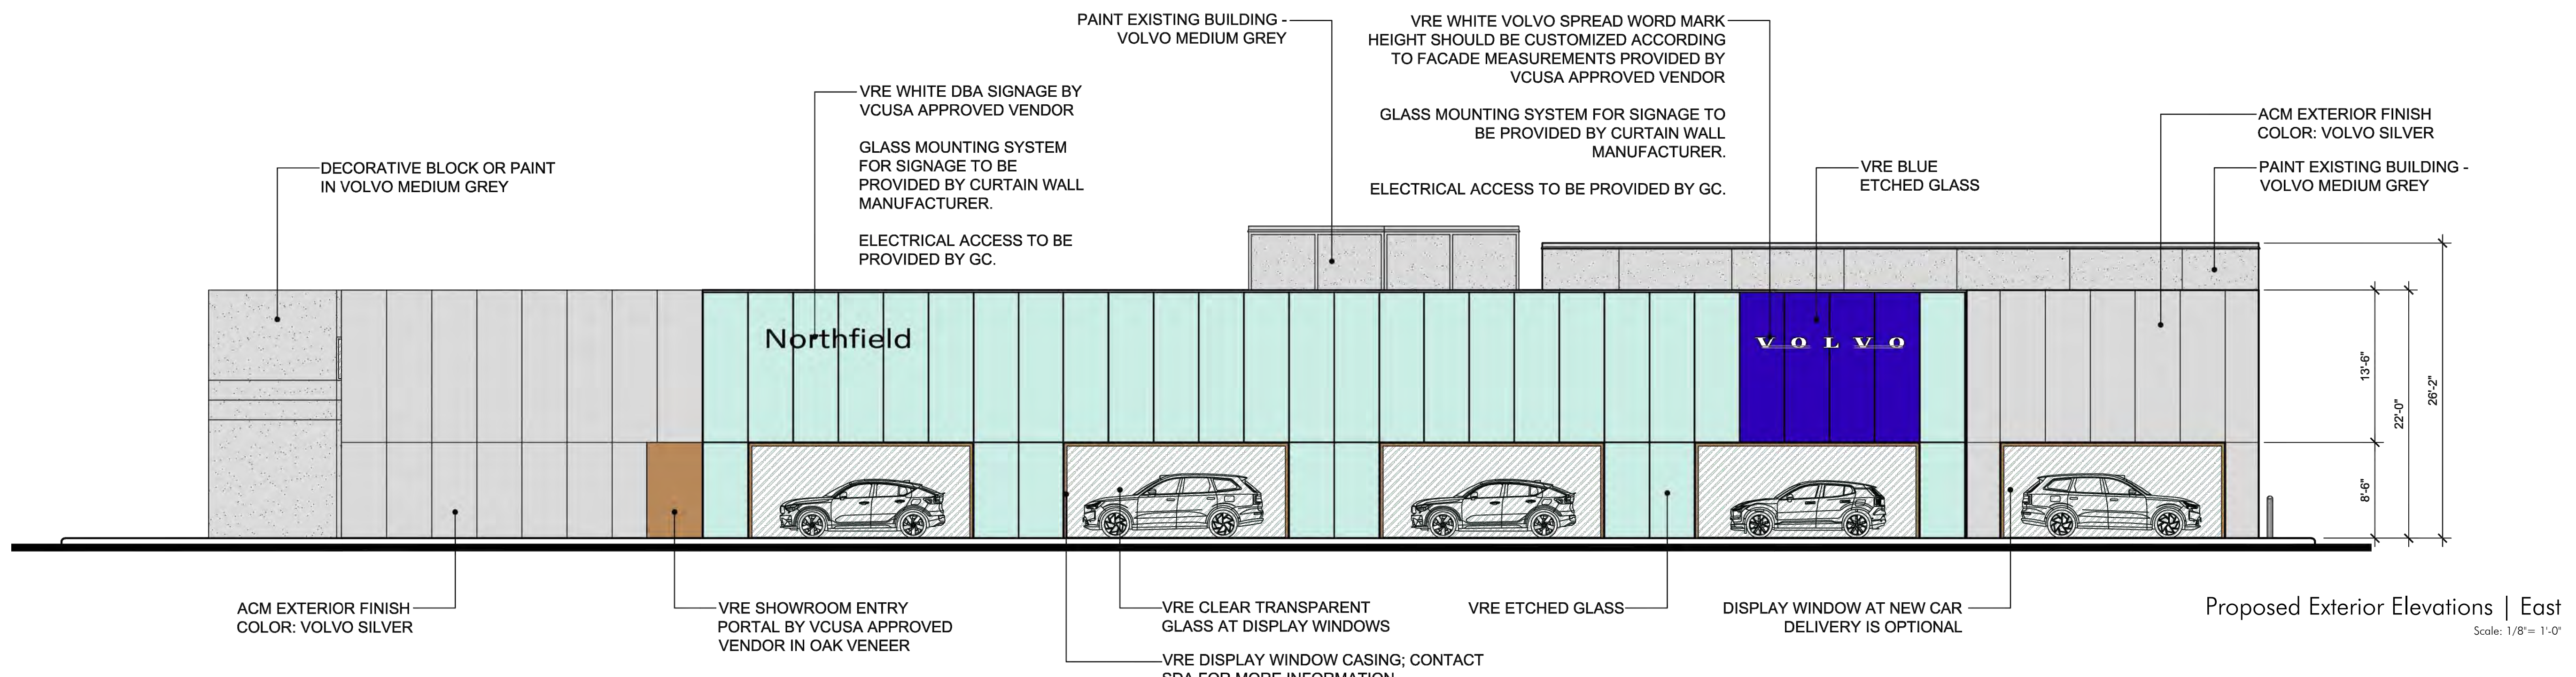 PAINT EXISTING BUILDING -
VOLVO MEDIUM GREY
VRE WHITE VOLVO SPREAD WORD MARK
HEIGHT SHOULD BE CUSTOMIZED ACCORDING
TO FACADE MEASUREMENTS PROVIDED BY
VCUSA APPROVED VENDOR
GLASS MOUNTING SYSTEM FOR SIGNAGE TO
BE PROVIDED BY CURTAIN WALL
MANUFACTURER.
ELECTRICAL ACCESS TO BE PROVIDED BY GC.
VRE WHITE DBA SIGNAGE BY
VCUSA APPROVED VENDOR
GLASS MOUNTING SYSTEM
FOR SIGNAGE TO BE
PROVIDED BY CURTAIN WALL
MANUFACTURER.
ELECTRICAL ACCESS TO BE
PROVIDED BY GC.
DECORATIVE BLOCK OR PAINT
IN VOLVO MEDIUM GREY
VRE BLUE
ETCHED GLASS
ACM EXTERIOR FINISH
COLOR: VOLVO SILVER
PAINT EXISTING BUILDING -
VOLVO MEDIUM GREY
Northfield
VOLVO
13'-6"
22'-0"
26'-2"
8'-6"
ACM EXTERIOR FINISH
COLOR: VOLVO SILVER
VRE SHOWROOM ENTRY
PORTAL BY VCUSA APPROVED
VENDOR IN OAK VENEER
VRE CLEAR TRANSPARENT
GLASS AT DISPLAY WINDOWS
VRE DISPLAY WINDOW CASING; CONTACT
SDA FOR MORE INFORMATION
VRE ETCHED GLASS
DISPLAY WINDOW AT NEW CAR
DELIVERY IS OPTIONAL
Proposed Exterior Elevations | East
Scale: 1/8"= 1'-0"